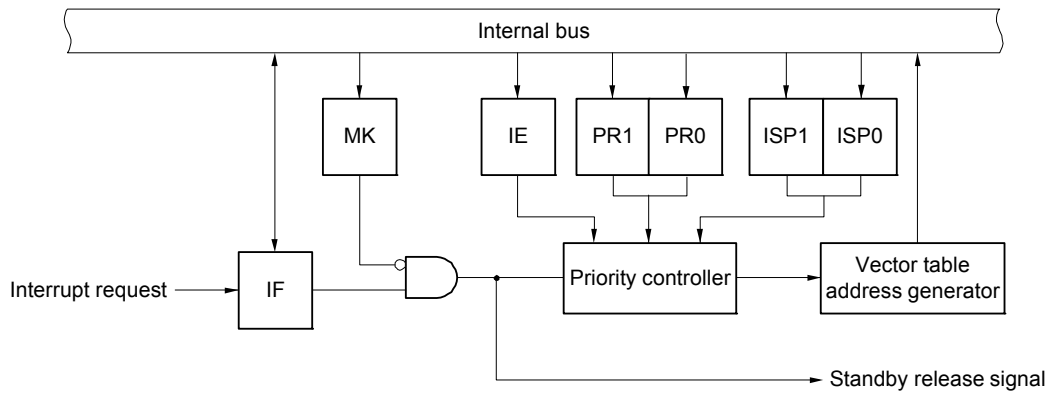 Internal bus
MK
IE
PR1
PR0
ISP1
ISP0
Interrupt request
IF
Priority controller
Vector table
address generator
Standby release signal